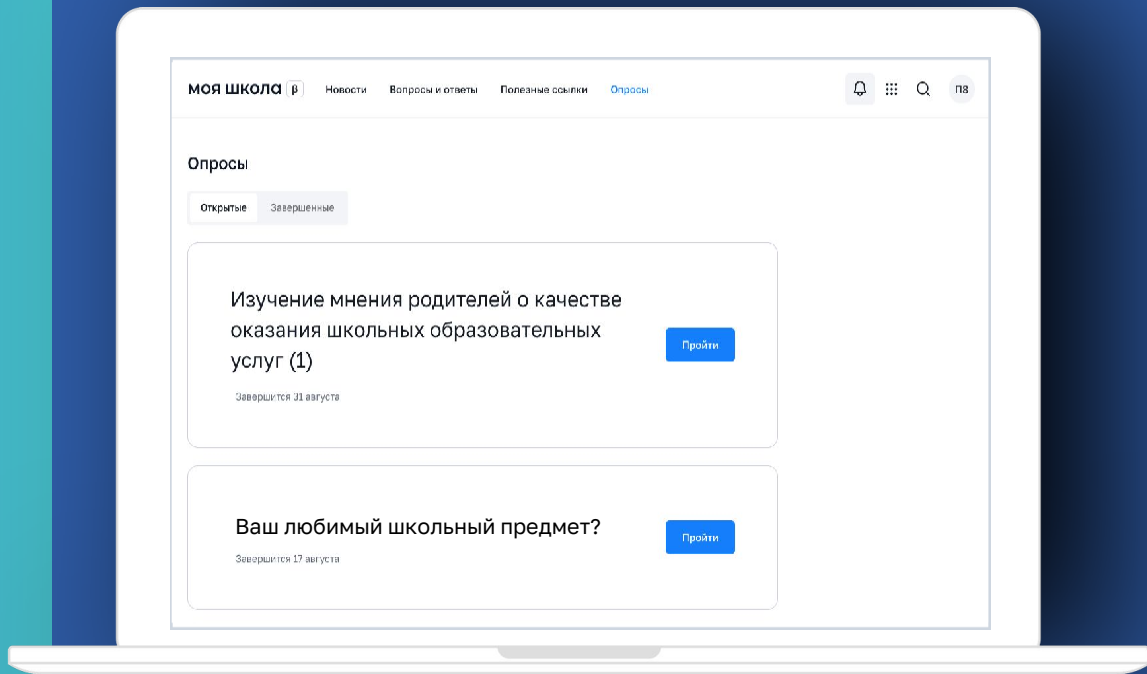 моя школа β Новости Вопросы и ответы Полезные ссылки Опросы П8
Опросы
Открытые Завершенные
Изучение мнения родителей о качестве
оказания школьных образовательных
услуг (1)
Пройти
Завершится 31 августа
Ваш любимый школьный предмет?
Пройти
Завершится 17 августа